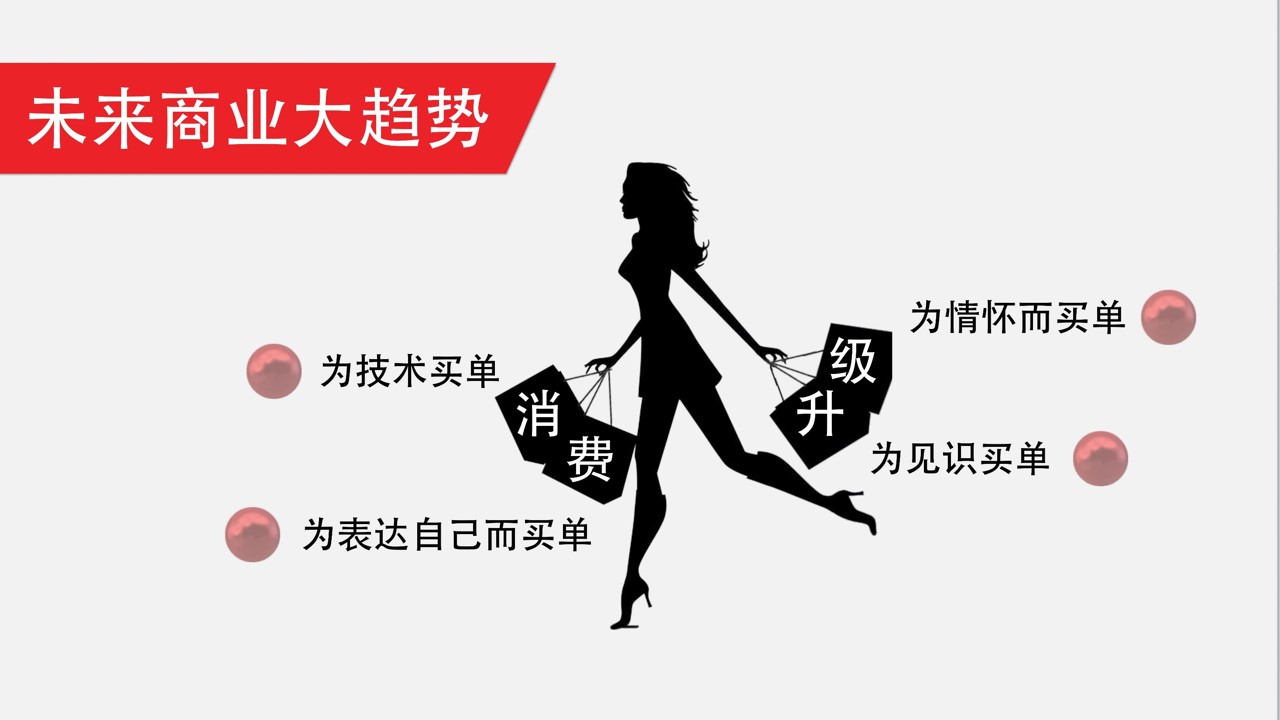 未来商业大趋势
为技术买单
消
费
为表达自己而买单
为情怀而买单
级
升
为见识买单